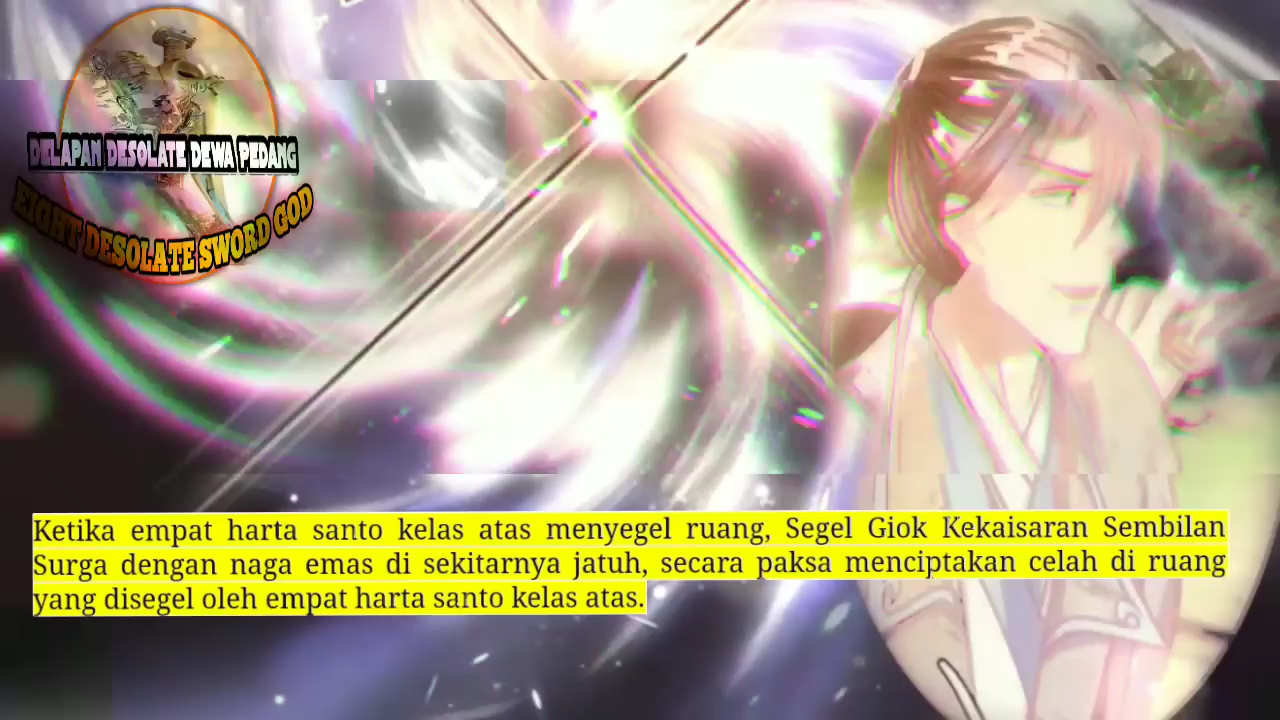 DELAPAN DESOLATE DEWA PEDANG
EIGHT DESOLATE SWORD GOD
Ketika empat harta santo kelas atas menyegel ruang, Segel Giok Kekaisaran Sembilan
Surga dengan naga emas di sekitarnya jatuh, secara paksa menciptakan celah di ruang
yang disegel oleh empat harta santo kelas atas.